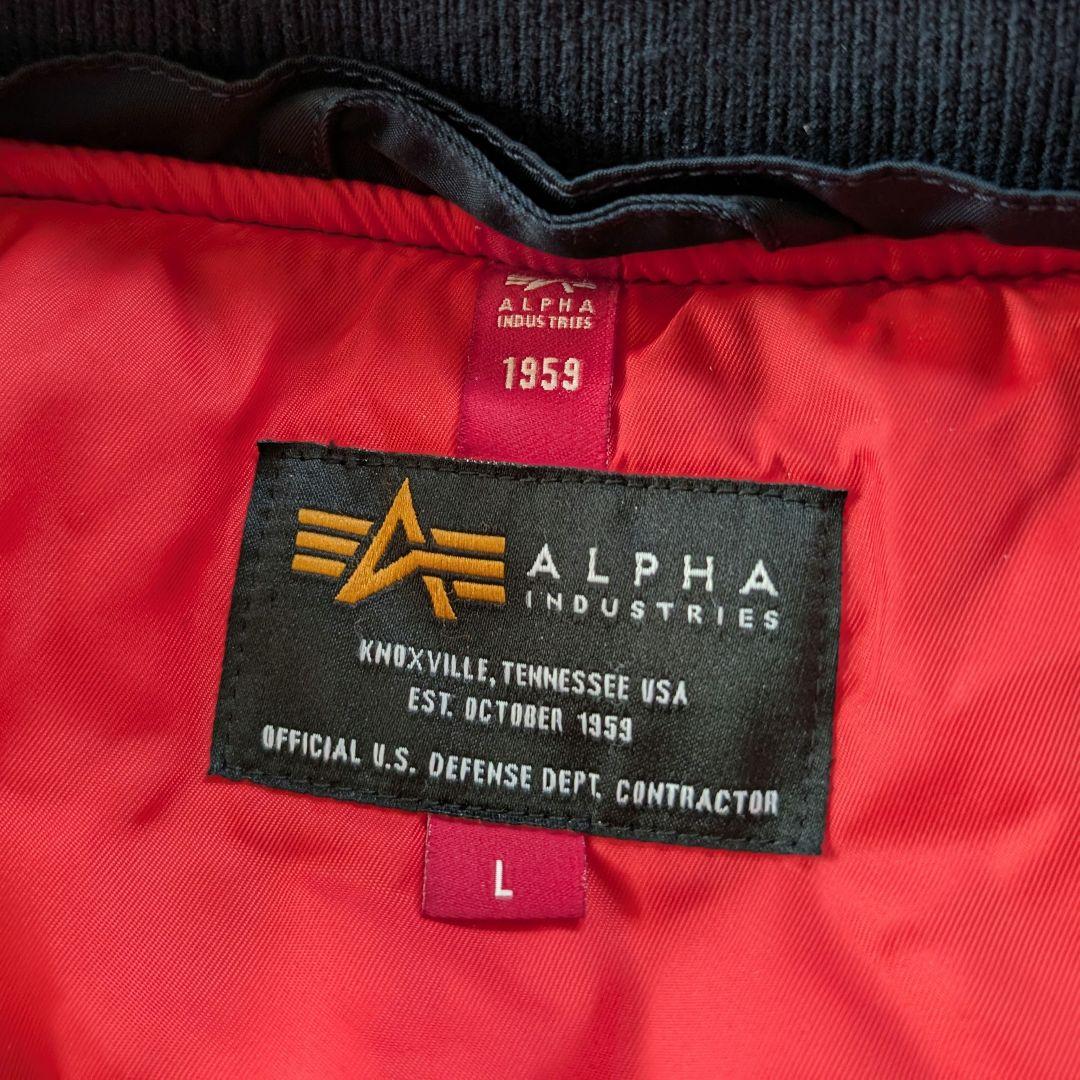 ALPHA
INDUSTRIES
1959
ALPHA
INDUSTRIES
KNOXVILLE, TENNESSEE USA
EST. OCTOBER 1959
OFFICIAL U.S. DEFENSE DEPT. CONTRACTOR
L